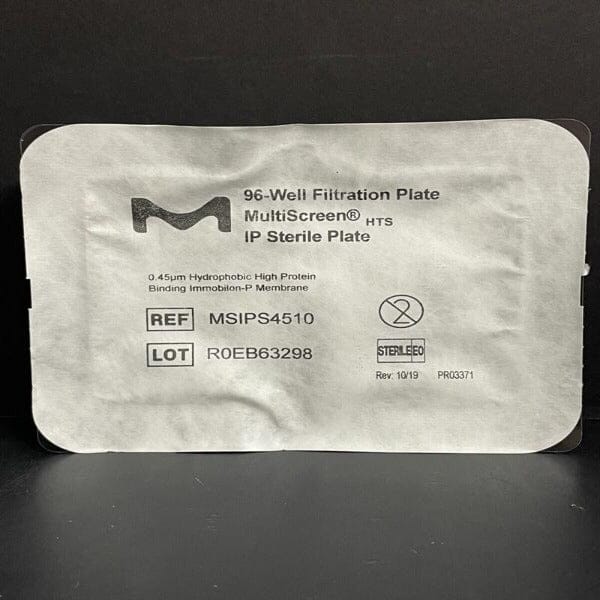 M
96-Well Filtration Plate
MultiScreen® HTS
IP Sterile Plate
0.45µm Hydrophobic High Protein
Binding Immobilon-P Membrane
REF MSIPS4510
LOT R0EB63298
2
STERILE EO
Rev: 10/19 PR03371